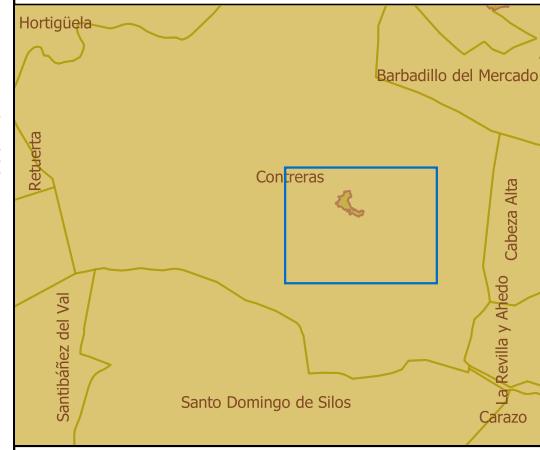 Hortigüela
Barbadillo del Mercado
Retuerta
Contreras
Cabeza Alta
Santibáñez del Val
La Revilla y Ahedo
Santo Domingo de Silos
Carazo